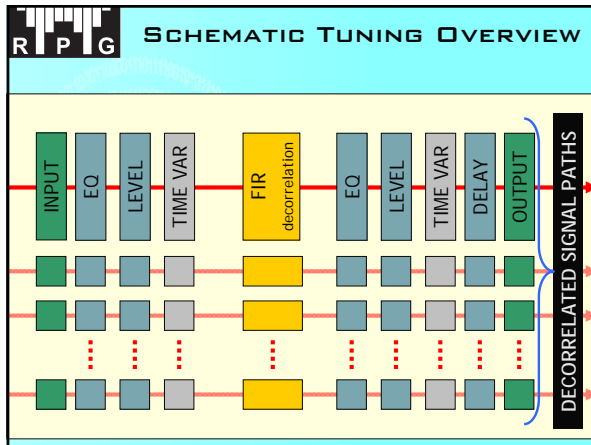 RPG
SCHEMATIC TUNING OVERVIEW
INPUT
EQ
LEVEL
TIME VAR
FIR
decorrelation
EQ
LEVEL
TIME VAR
DELAY
OUTPUT
DECORRELATED SIGNAL PATHS